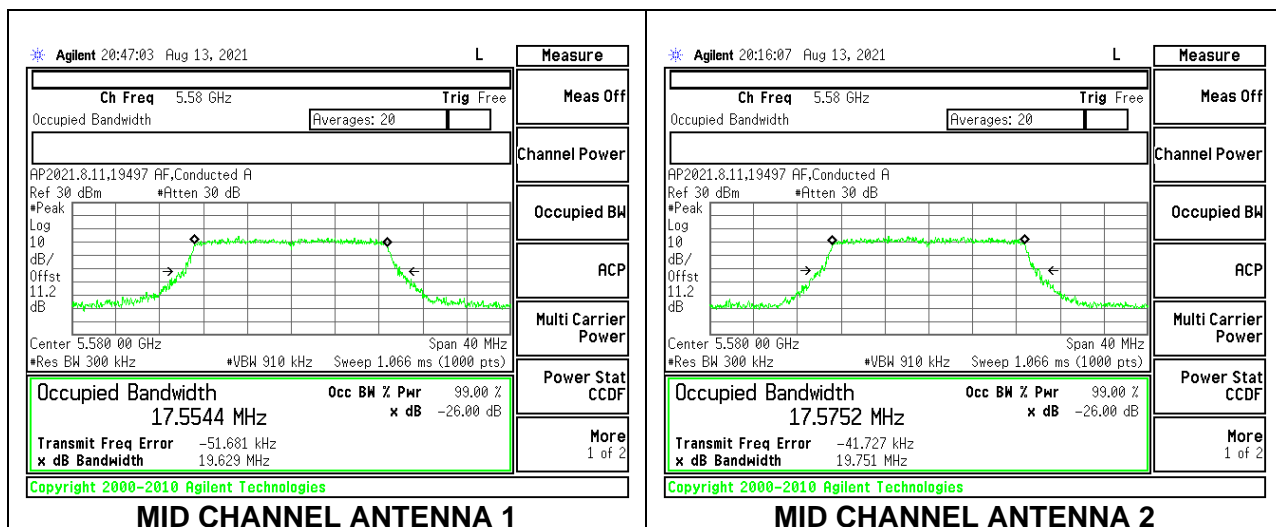 Agilent 20:47:03 Aug 13, 2021 L
Measure
Ch Freq 5.58 GHz Trig Free
Occupied Bandwidth Averages: 20
AP2021.8.11,19497 AF,Conducted A
Ref 30 dBm #Atten 30 dB
#Peak
Log
10
dB/
Offst
11.2
dB
Center 5.580 00 GHz Span 40 MHz
#Res BW 300 kHz #VBW 910 kHz Sweep 1.066 ms (1000 pts)
Occupied Bandwidth Occ BW % Pwr 99.00 %
17.5544 MHz x dB -26.00 dB
Transmit Freq Error -51.681 kHz
x dB Bandwidth 19.629 MHz
Copyright 2000-2010 Agilent Technologies
Meas Off
Channel Power
Occupied BW
ACP
Multi Carrier
Power
Power Stat
CCDF
More
1 of 2
MID CHANNEL ANTENNA 1
Agilent 20:16:07 Aug 13, 2021 L
Measure
Ch Freq 5.58 GHz Trig Free
Occupied Bandwidth Averages: 20
AP2021.8.11,19497 AF,Conducted A
Ref 30 dBm #Atten 30 dB
#Peak
Log
10
dB/
Offst
11.2
dB
Center 5.580 00 GHz Span 40 MHz
#Res BW 300 kHz #VBW 910 kHz Sweep 1.066 ms (1000 pts)
Occupied Bandwidth Occ BW % Pwr 99.00 %
17.5752 MHz x dB -26.00 dB
Transmit Freq Error -41.727 kHz
x dB Bandwidth 19.751 MHz
Copyright 2000-2010 Agilent Technologies
Meas Off
Channel Power
Occupied BW
ACP
Multi Carrier
Power
Power Stat
CCDF
More
1 of 2
MID CHANNEL ANTENNA 2